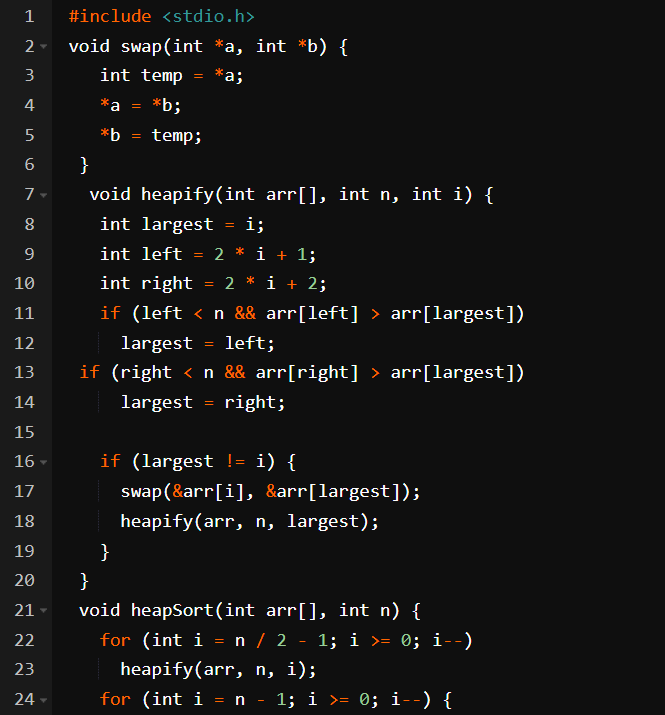 1 #include <stdio.h>
2 void swap(int *a, int *b) {
3 int temp = *a;
4 *a = *b;
5 *b = temp;
6 }
7 void heapify(int arr[], int n, int i) {
8 int largest = i;
9 int left = 2 * i + 1;
10 int right = 2 * i + 2;
11 if (left < n && arr[left] > arr[largest])
12 largest = left;
13 if (right < n && arr[right] > arr[largest])
14 largest = right;
15
16 if (largest != i) {
17 swap(&arr[i], &arr[largest]);
18 heapify(arr, n, largest);
19 }
20 }
21 void heapSort(int arr[], int n) {
22 for (int i = n / 2 - 1; i >= 0; i--)
23 heapify(arr, n, i);
24 for (int i = n - 1; i >= 0; i--) {